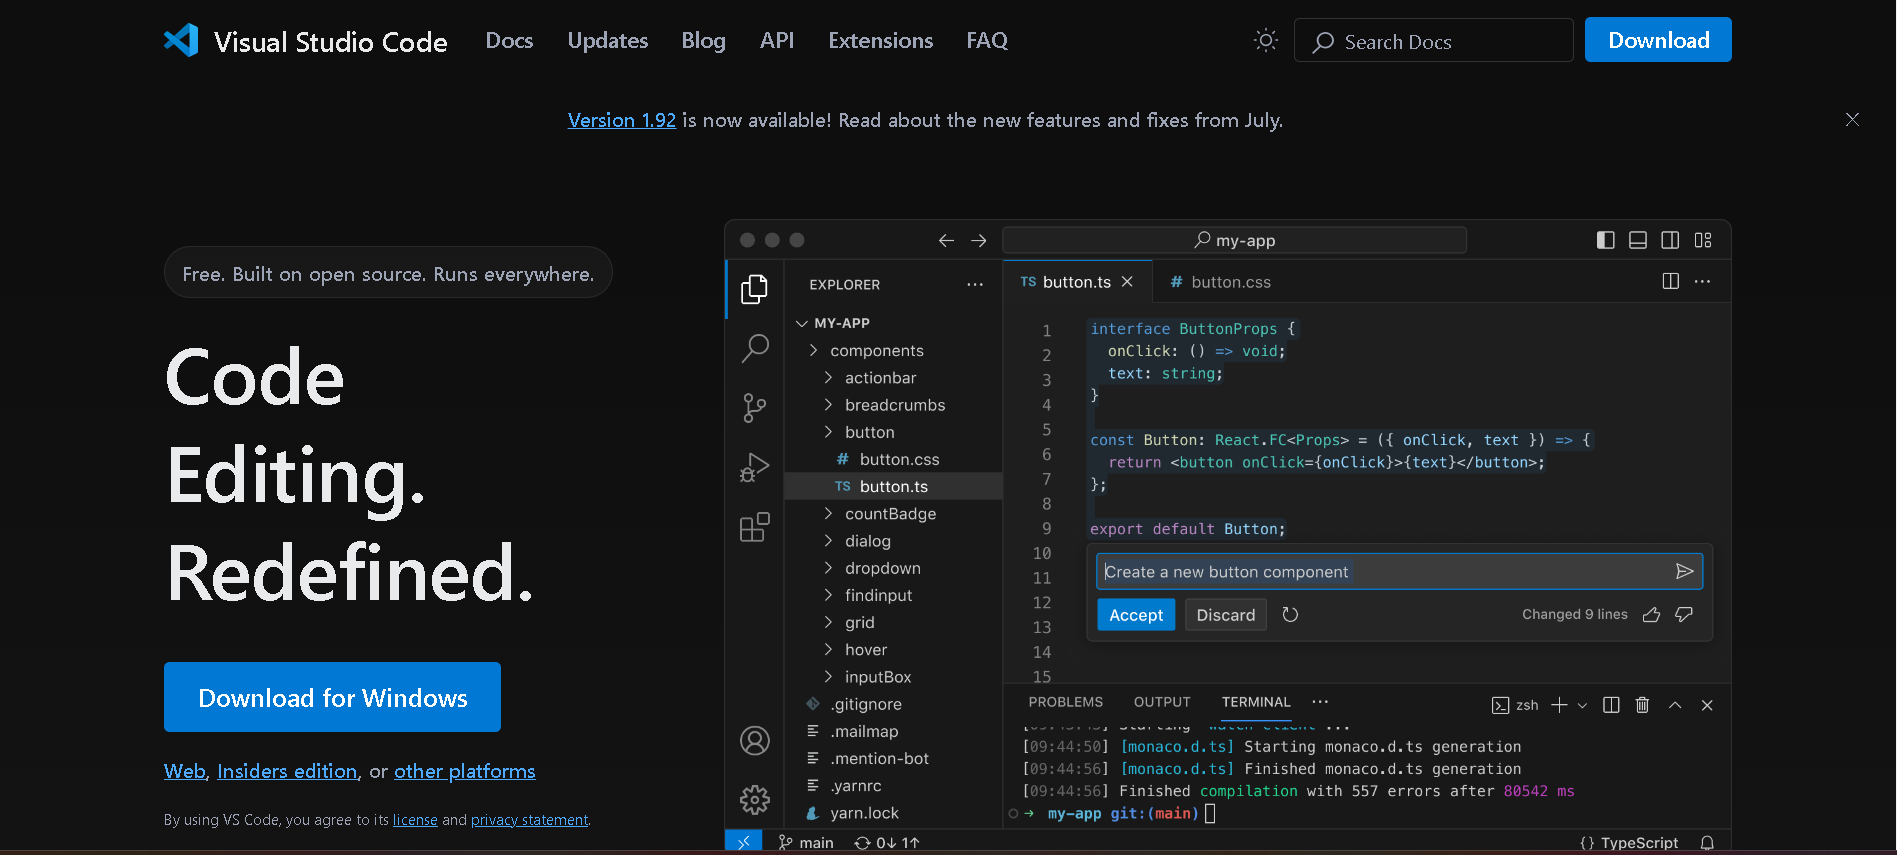 Visual Studio Code Docs Updates Blog API Extensions FAQ Search Docs Download
Version 1.92 is now available! Read about the new features and fixes from July.
Free. Built on open source. Runs everywhere.
Code
Editing.
Redefined.
Download for Windows
Web, Insiders edition, or other platforms
By using VS Code, you agree to its license and privacy statement.
my-app
EXPLORER
MY-APP
components
actionbar
breadcrumbs
button
# button.css
TS button.ts
countBadge
dialog
dropdown
findinput
grid
hover
inputBox
.gitignore
.mailmap
.mention-bot
.yarnrc
yarn.lock
TS button.ts # button.css
1 interface ButtonProps {
2 onClick: () => void;
3 text: string;
4 }
5
6 const Button: React.FC<Props> = ({ onClick, text }) => {
7 return <button onClick={onClick}>{text}</button>;
8 };
9 export default Button;
10
11 Create a new button component
12
13 Accept Discard Changed 9 lines
14
15
PROBLEMS OUTPUT TERMINAL zsh
[09:44:50] [monaco.d.ts] Starting monaco.d.ts generation
[09:44:56] [monaco.d.ts] Finished monaco.d.ts generation
[09:44:56] Finished compilation with 557 errors after 80542 ms
my-app git:(main)
main 0↓ 1↑ {} TypeScript